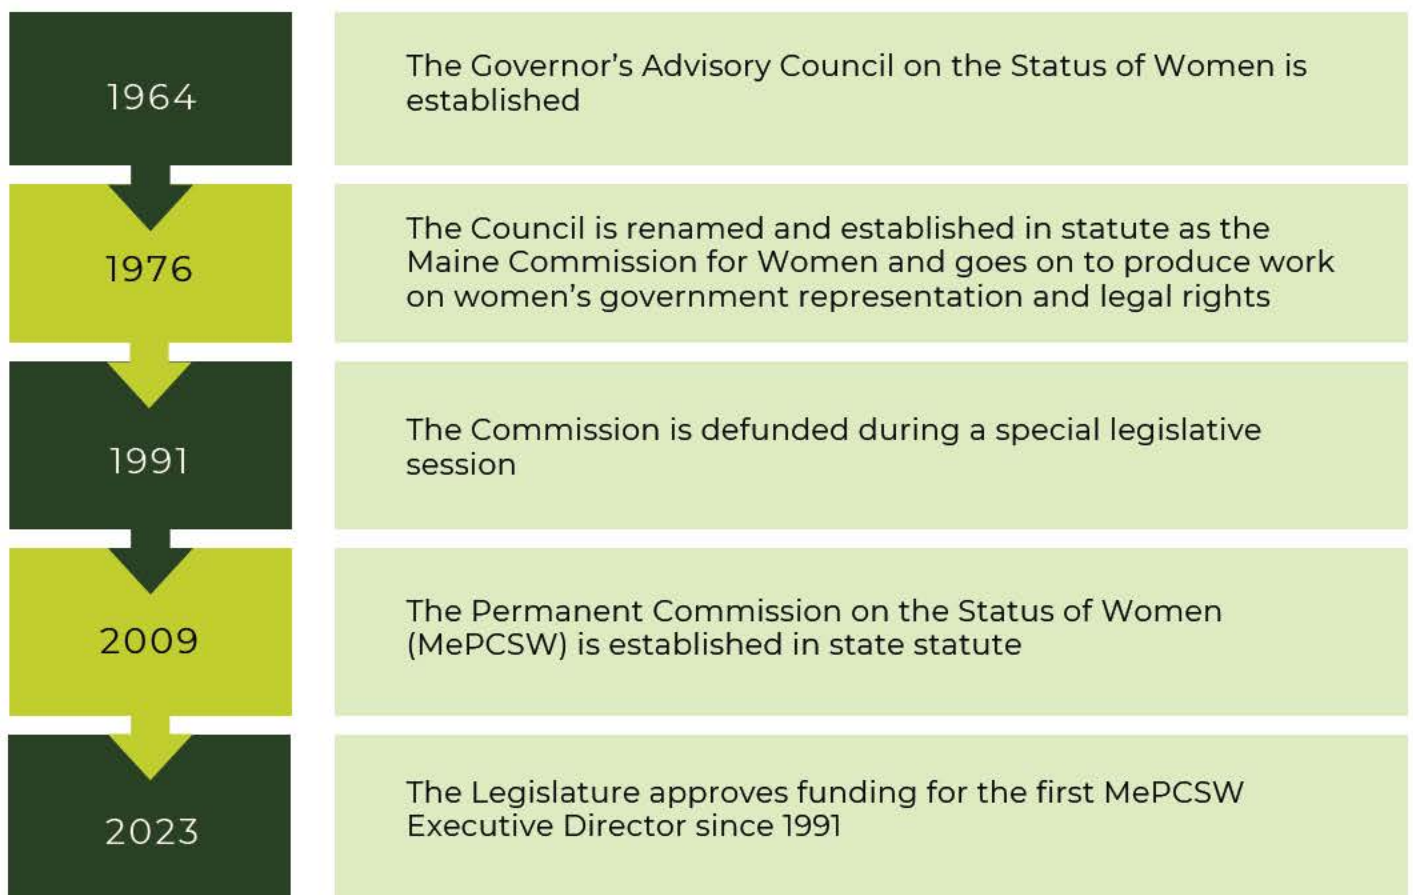 1964
The Governor’s Advisory Council on the Status of Women is
established
1976
The Council is renamed and established in statute as the
Maine Commission for Women and goes on to produce work
on women’s government representation and legal rights
1991
The Commission is defunded during a special legislative
session
2009
The Permanent Commission on the Status of Women
(MePCSW) is established in state statute
2023
The Legislature approves funding for the first MePCSW
Executive Director since 1991